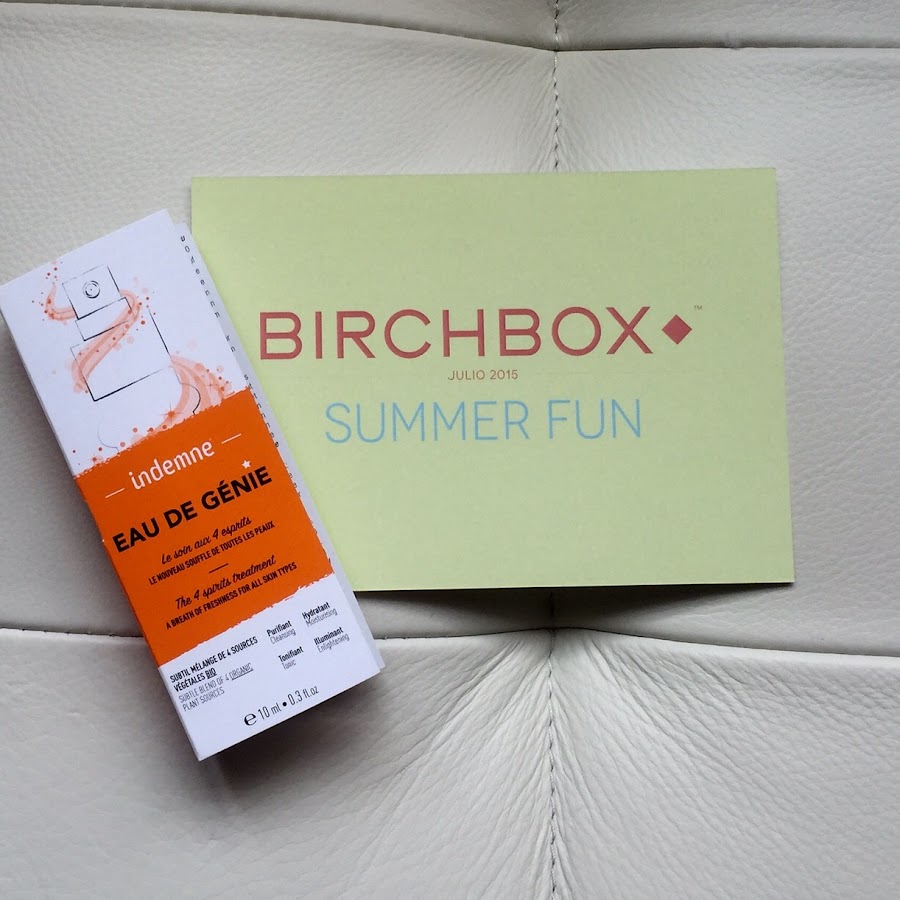 BIRCHBOX
™
JULIO 2015
SUMMER FUN
indemne
EAU DE GÉNIE
Le soin aux 4 esprits
LE NOUVEAU SOUFFLE DE TOUTES LES PEAUX
The 4 spirits treatment
A BREATH OF FRESHNESS FOR ALL SKIN TYPES
SUBTIL MÉLANGE DE 4 SOURCES
VÉGÉTALES BIO
SUBTLE BLEND OF 4 ORGANIC
PLANT SOURCES
Purifiant
Cleansing
Hydratant
Moisturising
Tonifiant
Tonic
Illuminant
Enlightening
℮ 10 ml • 0.3 fl.oz